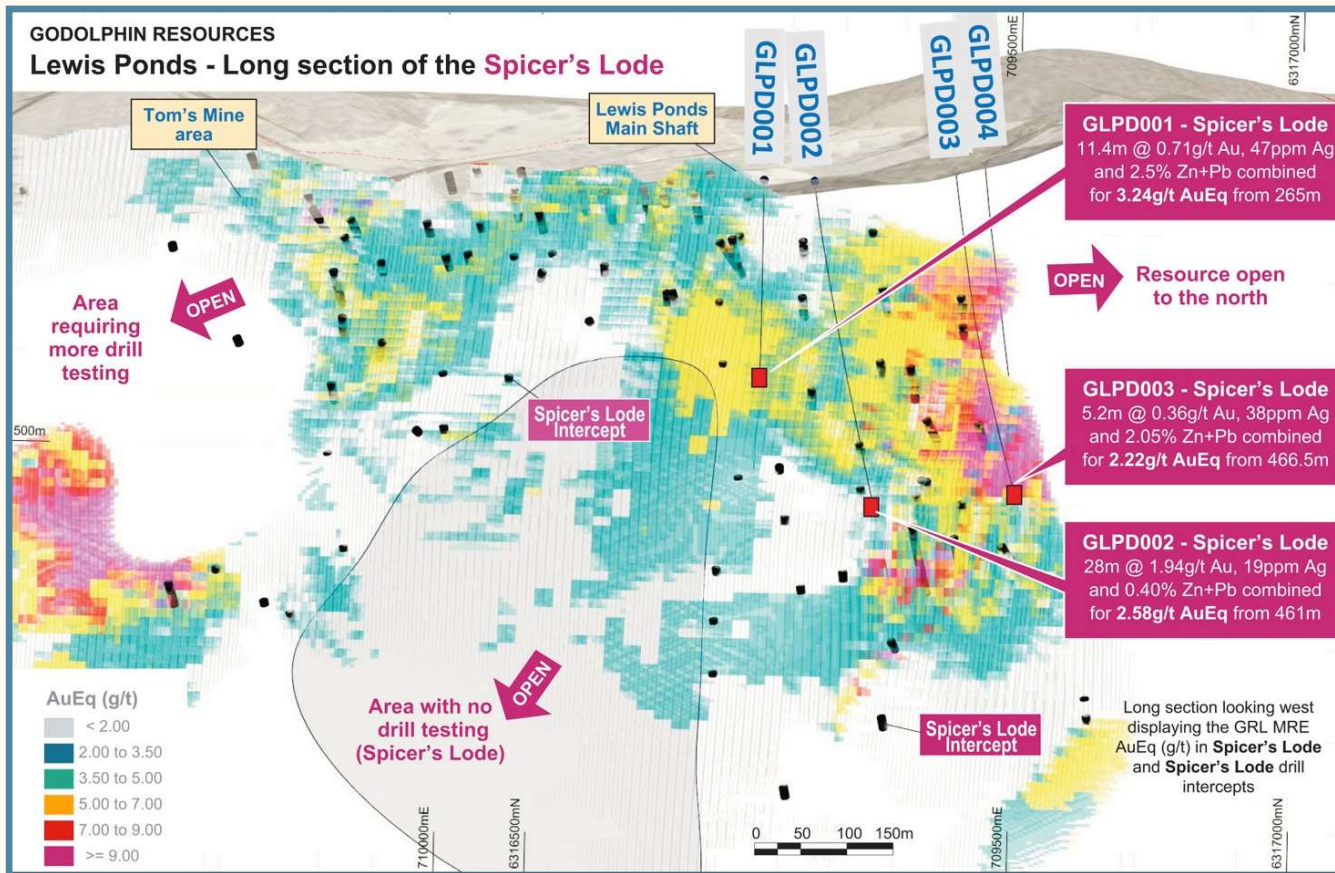 GODOLPHIN RESOURCES
Lewis Ponds - Long section of the Spicer's Lode
Tom's Mine
area
Lewis Ponds
Main Shaft
GLPD001
GLPD002
GLPD003
GLPD004
709500mE
6317000mN
GLPD001 - Spicer's Lode
11.4m @ 0.71g/t Au, 47ppm Ag
and 2.5% Zn+Pb combined
for 3.24g/t AuEq from 265m
OPEN
Area
requiring
more drill
testing
OPEN
Resource open
to the north
500m
Spicer's Lode
Intercept
GLPD003 - Spicer's Lode
5.2m @ 0.36g/t Au, 38ppm Ag
and 2.05% Zn+Pb combined
for 2.22g/t AuEq from 466.5m
GLPD002 - Spicer's Lode
28m @ 1.94g/t Au, 19ppm Ag
and 0.40% Zn+Pb combined
for 2.58g/t AuEq from 461m
OPEN
Area with no
drill testing
(Spicer's Lode)
Spicer's Lode
Intercept
Long section looking west
displaying the GRL MRE
AuEq (g/t) in Spicer's Lode
and Spicer's Lode drill
intercepts
AuEq (g/t)
< 2.00
2.00 to 3.50
3.50 to 5.00
5.00 to 7.00
7.00 to 9.00
>= 9.00
710000mE
6316500mN
0 50 100 150m
709500mE
6317000mN